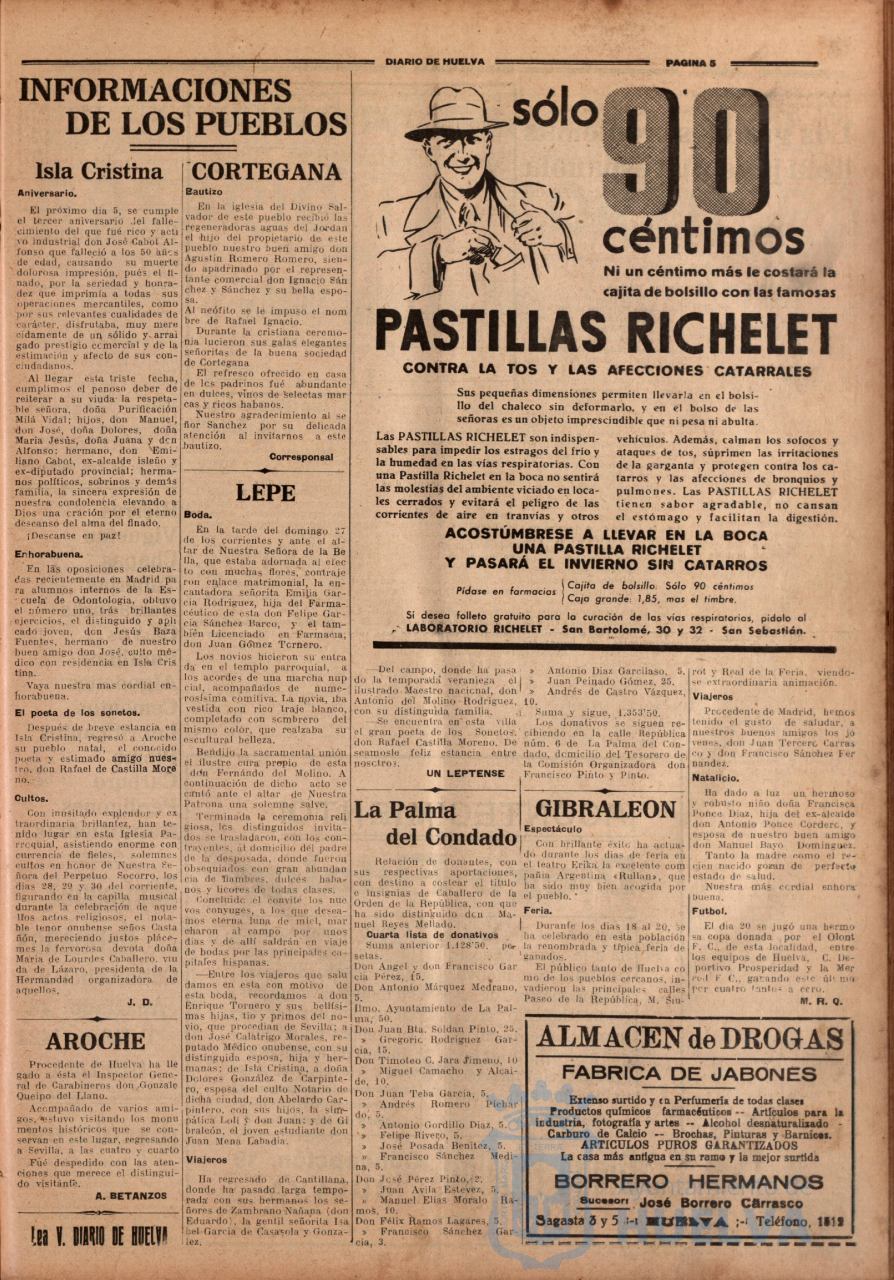 DIARIO DE HUELVA
PAGINA 5
INFORMACIONES
DE LOS PUEBLOS
Isla Cristina
Aniversario.
El próximo día 5, se cumple
el tercer aniversario del falle-
cimiento del que fué rico y acti
vo industrial don José Cabol Al-
fonso que falleció a los 50 años
de edad, causando su muerte
dolorosa impresión, pués el fi-
nado, por la seriedad y honra-
dez que imprimía a todas sus
operaciones mercantiles, como
por sus relevantes cualidades de
carácter, disfrutaba, muy mere
cidamente de un sólido y arrai
gado prestigio comercial y de la
estimación y afecto de sus con-
ciudadanos.
Al llegar esta triste fecha,
cumplimos el penoso deber de
reiterar a su viuda la respeta-
ble señora, doña Purificación
Milá Vidal; hijos, don Manuel,
don José, doña Dolores, doña
Maria Jesús, doña Juana y don
Alfonso; hermano, don Emi-
liano Cabot, ex-alcalde isleño y
ex-diputado provincial; herma-
nos políticos, sobrinos y demás
familia, la sincera expresión de
nuestra condolencia elevando a
Dios una oración por el eterno
descanso del alma del finado.
¡Descanse en paz!
Enhorabuena.
En las oposiciones celebra-
das recientemente en Madrid pa
ra alumnos internos de la Es-
cuela de Odontología, obtuvo
el número uno, trás brillantes
ejercicios, el distinguido y apli
cado joven, don Jesús Baza
Fuentes, hermano de nuestro
buen amigo don José, culto mé-
dico con residencia en Isla Cris
tina.
Vaya nuestra mas cordial en-
horabuena.
El poeta de los sonetos.
Después de breve estancia en
Isla Cristina, regresó a Aroche
su pueblo natal, el conocido
poeta y estimado amigo nues-
tro, don Rafael de Castilla More
no.
Cultos.
Con inusitado explendor y ex
traordinaria brillantez, han te-
nido lugar en esta Iglesia Pa-
rroquial, asistiendo enorme con
currencia de fieles, solemnes
cultos en honor de Nuestra Se-
ñora del Perpetuo Socorro, los
días 28, 29 y 30 del corriente,
figurando en la capilla musical
durante la celebración de aque
llos actos religiosos, el nota-
ble tenor onubense señor Casta
ñón, mereciendo justos pláce-
mes la fervorosa devota doña
María de Lourdes Caballero, viu
da de Lázaro, presidenta de la
Hermandad organizadora de
aquellos.
J. D.
AROCHE
Procedente de Huelva ha lle
gado a ésta el Inspector Gene-
ral de Carabineros don Gonzalo
Queipo del Llano.
Acompañado de varios ami-
gos, estuvo visitando los monu
mentos históricos que se con-
servan en este lugar, regresando
a Sevilla, a las cuatro y cuarto
Fué despedido con las aten-
ciones que merece el distingui-
do visitante.
A. BETANZOS
Lea V. DIARIO DE HUELVA
CORTEGANA
Bautizo
En la iglesia del Divino Sal-
vador de este pueblo recibió las
regeneradoras aguas del Jordan
el hijo del propietario de este
pueblo nuestro buen amigo don
Agustín Romero Romero, sien-
do apadrinado por el represen-
tante comercial don Ignacio Sán
chez y Sánchez y su bella espo-
sa.
Al neófito se le impuso el nom
bre de Rafael Ignacio.
Durante la cristiana ceremo-
nia lucieron sus galas elegantes
señoritas de la buena sociedad
de Cortegana
El refresco ofrecido en casa
de los padrinos fué abundante
en dulces, vinos de selectas mar
cas y ricos habanos.
Nuestro agradecimiento al se
ñor Sanchez por su delicada
atención al invitarnos a este
bautizo.
Corresponsal
LEPE
Boda.
En la tarde del domingo 27
de los corrientes y ante el al-
tar de Nuestra Señora de la Be
lla, que estaba adornada al efec
to con muchas flores, contraje
ron enlace matrimonial, la en-
cantadora señorita Emilia Gar-
cía Rodríguez, hija del Farma-
céutico de esta don Felipe Gar-
cía Sánchez Barco, y el tam-
bién Licenciado en Farmacia,
don Juan Gómez Tornero.
Los novios hicieron su entra
da en el templo parroquial, a
los acordes de una marcha nup
cial, acompañados de nume-
rosísima comitiva. La novia, iba
vestida con rico traje blanco,
completado con sombrero del
mismo color, que realzaba su
escultural belleza.
Bendijo la sacramental unión
el ilustre cura propio de esta
don Fernándo del Molino. A
continuación de dicho acto se
cantó ante el altar de Nuestra
Patrona una solemne salve.
Terminada la ceremonia reli
giosa, los distinguidos invita-
dos se trasladaron, con los con
trayentes, al domicilio del padre
de la desposada, donde fueron
obsequiados con gran abundan
cia de fiambres, dulces haba-
nos y licores de todas clases.
Concluído el convite los nue
vos conyuges, a los que desea-
mos eterna luna de miel, mar
charon al campo por unos
dias y de allí saldrán en viaje
de bodas por las principales ca
pitales hispanas.
—Entre los viajeros que salu
damos en esta con motivo de
esta boda, recordamos a don
Enrique Tornero y sus bellísi-
mas hijas, tio y primos del no-
vio, que procedían de Sevilla; a
don José Calatrigo Morales, re-
putado Médico onubense, con su
distinguida esposa, hija y her-
manas; de Isla Cristina, a doña
Dolores González de Carpinte-
ro, esposa del culto Notario de
dicha ciudad, don Abelardo Car-
pintero, con sus hijos, la sim-
pática Loli y don Juan; y de Gi
braleón, el joven estudiante don
Juan Mena Labadía.
Viajeros
Ha regresado de Cantillana,
donde ha pasado larga tempo-
rada con sus hermanos los se-
ñores de Zambrano Nañana (don
Eduardo), la gentil señorita Isa
bel García de Casasola y Gonza-
lez.
sólo 90
céntimos
Ni un céntimo más le costará la
cajita de bolsillo con las famosas
PASTILLAS RICHELET
CONTRA LA TOS Y LAS AFECCIONES CATARRALES
Sus pequeñas dimensiones permiten llevarla en el bolsi-
llo del chaleco sin deformarlo, y en el bolso de las
señoras es un objeto imprescindible que ni pesa ni abulta
Las PASTILLAS RICHELET son indispen-
sables para impedir los estragos del frío y
la humedad en las vías respiratorias. Con
una Pastilla Richelet en la boca no sentirá
las molestias del ambiente viciado en loca-
les cerrados y evitará el peligro de las
corrientes de aire en tranvías y otros
vehículos. Además, calman los sofocos y
ataques de tos, súprimen las irritaciones
de la garganta y protegen contra los ca-
tarros y las afecciones de bronquios y
pulmones. Las PASTILLAS RICHELET
tienen sabor agradable, no cansan
el estómago y facilitan la digestión.
ACOSTÚMBRESE A LLEVAR EN LA BOCA
UNA PASTILLA RICHELET
Y PASARÁ EL INVIERNO SIN CATARROS
Pídase en farmacias
Cajita de bolsillo: Sólo 90 céntimos
Caja grande: 1,85, mas el timbre.
Si desea folleto gratuito para la curación de las vías respiratorias, pídalo al
LABORATORIO RICHELET - San Bartolomé, 30 y 32 - San Sebastián.
—Del campo, donde ha pasa
do la temporada veraniega el
ilustrado Maestro nacional, don
Antonio del Molino Rodríguez,
con su distinguida familia.
—Se encuentra en esta villa
el gran poeta de los Sonetos,
don Rafael Castilla Moreno. De
seamosle feliz estancia entre
nosotros.
UN LEPTENSE
La Palma
del Condado
Relación de donantes, con
sus respectivas aportaciones,
con destino a costear el título
e insignias de Caballero de la
Orden de la República, con que
ha sido distinguido don Ma-
nuel Reyes Mellado.
Cuarta lista de donativos
Suma anterior 1.128'50, pe-
setas.
Don Angel y don Francisco Gar
cía Pérez, 15.
Don Antonio Márquez Medrano,
5.
Ilmo. Ayuntamiento de La Pal-
ma, 50.
Don Juan Bta. Soldan Pinto, 25.
» Gregorio Rodríguez Gar-
cía, 15.
Don Timoteo C. Jara Jimeno, 10
» Miguel Camacho y Alcai-
de, 10.
Don Juan Teba García, 5.
» Andrés Romero Pichar
do, 5.
» Antonio Gordillo Diaz, 5.
» Felipe Rivero, 5.
» José Posada Benitez, 5.
» Francisco Sánchez Medi-
na, 5.
Don José Pérez Pinto, 2.
» Juan Avila Estevez, 5.
» Manuel Elias Moralo Ra-
mos, 10.
Don Félix Ramos Lagares, 5.
» Francisco Sánchez Gar-
cía, 3.
» Antonio Diaz Garcilaso, 5.
» Juan Peinado Gómez, 25.
» Andrés de Castro Vázquez,
10.
Suma y sigue, 1.353'50.
Los donativos se siguen re-
cibiendo en la calle República
núm. 6 de La Palma del Con-
dado, domicilio del Tesorero de
la Comisión Organizadora don
Francisco Pinto y Pinto.
GIBRALEON
Espectáculo
Con brillante éxito ha actua-
do durante los días de feria en
el teatro Erika la exelente com
pañía Argentina «Rullan», que
ha sido muy bien acogida por
el pueblo.
Feria.
Durante los dias 18 al 20, se
ha celebrado en esta población
la renombrada y típica feria de
ganados.
El público tanto de Huelva co
mo de los pueblos cercanos, in-
vadieron las principales calles
Paseo de la República, M. Siu-
rót y Real de la Feria, viendo-
se extraordinaria animación.
Viajeros
Procedente de Madrid, hemos
tenido el gusto de saludar, a
nuestros buenos amigos los jó
venes, don Juan Tercero Carras
co y don Francisco Sánchez Fer
nandez.
Natalicio.
Ha dado a luz un hermoso
y robusto niño doña Francisca
Ponce Diaz, hija del ex-alcalde
don Antonio Ponce Cordero, y
esposa de nuestro buen amigo
don Manuel Bayo Dominguez.
Tanto la madre como el re-
cien nacido gozan de perfecto
estado de salud.
Nuestra más cordial enhora
buena.
Futbol.
El dia 20 se jugó una hermo
sa copa donada por el Olont
F. C., de esta localidad, entre
los equipos de Huelva, C. De-
portivo Prosperidad y la Mer
F. C., ganando este
por cuatro tantos a cero.
M. R. Q.
ALMACEN de DROGAS
FABRICA DE JABONES
Extenso surtido y en Perfumería de todas clases
Productos químicos farmacéuticos -- Artículos para la
industria, fotografía y artes -- Alcohol desnaturalizado -
Carburo de Calcio -- Brochas, Pinturas y Barnices.
ARTICULOS PUROS GARANTIZADOS
La casa más antigua en su ramo y la mejor surtida
BORRERO HERMANOS
Sucesor: José Borrero Carrasco
Sagasta 3 y 5 :-: HUELVA :-: Teléfono, 1512
HUELVA